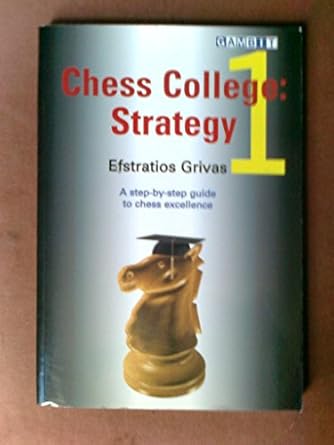 GAMBIT
Chess College:
Strategy 1
Efstratios Grivas
A step-by-step guide
to chess excellence